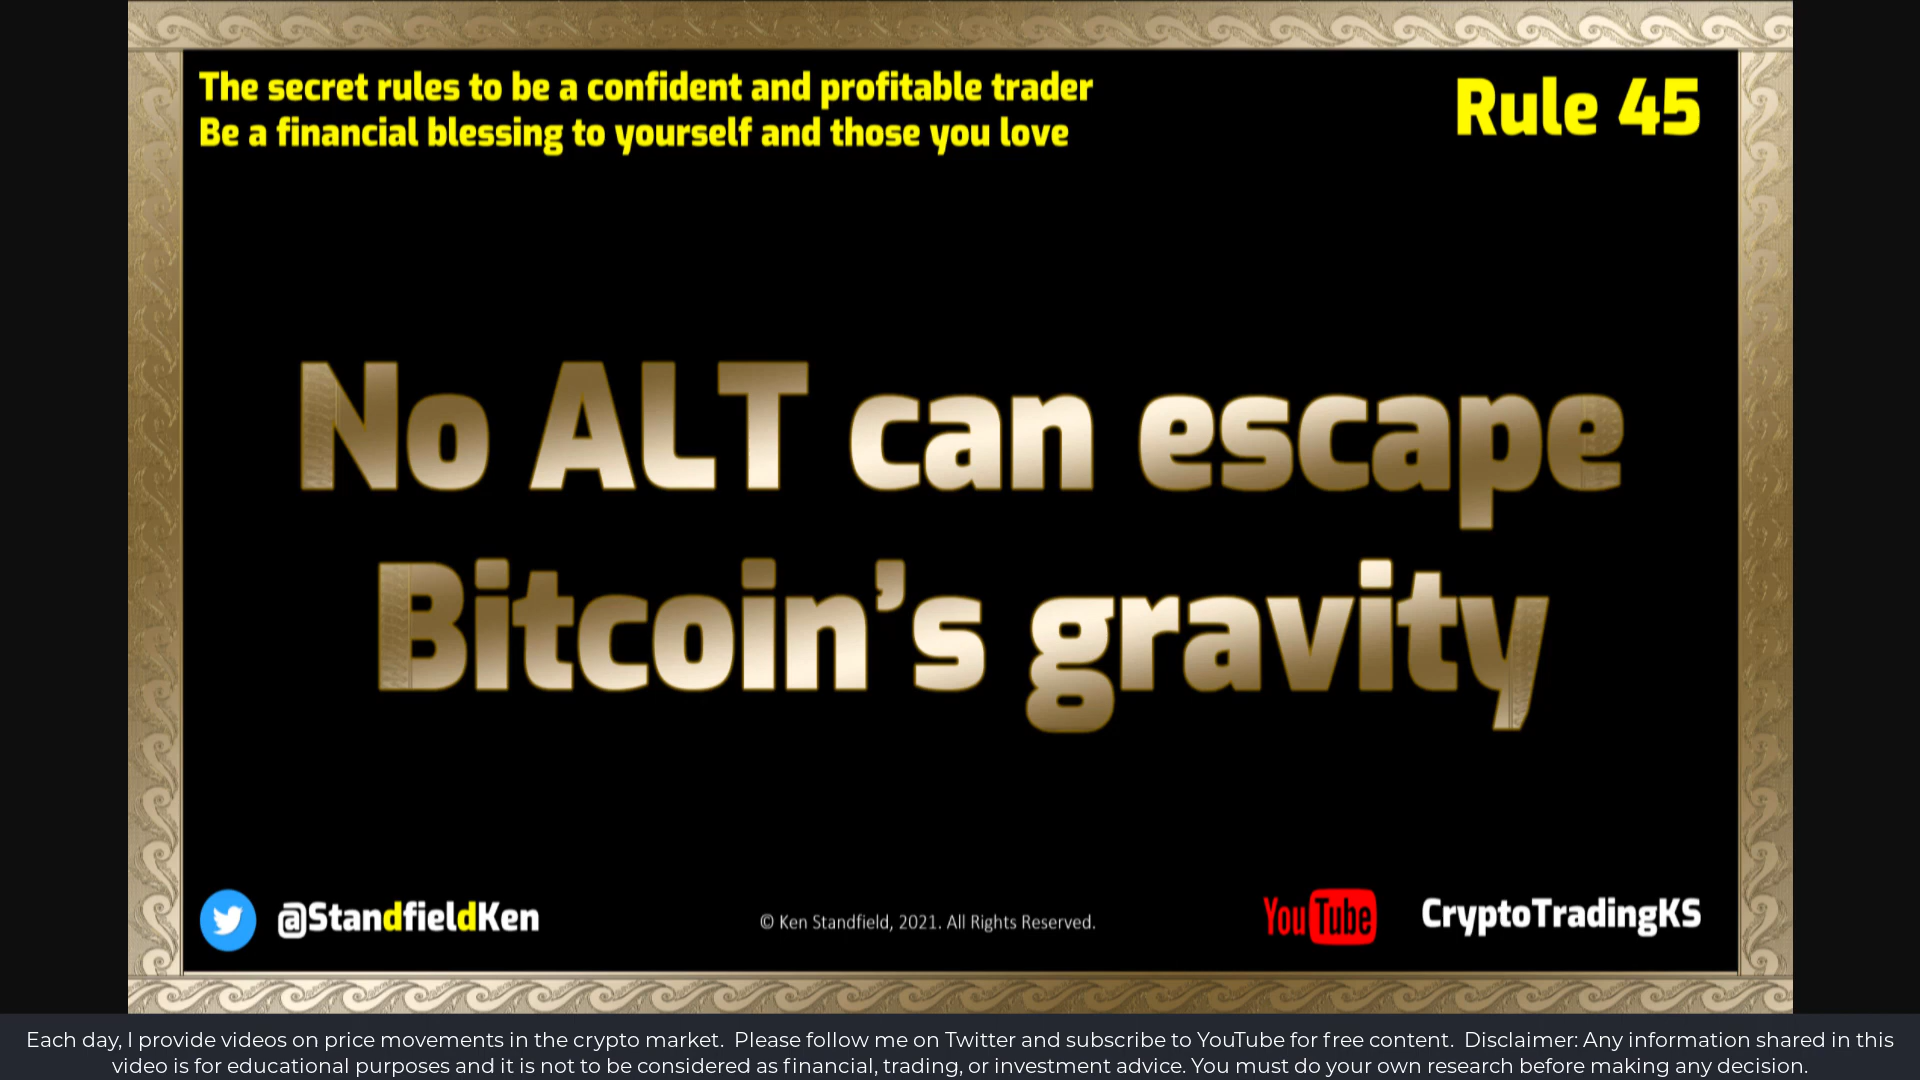 The secret rules to be a confident and profitable trader
Be a financial blessing to yourself and those you love
Rule 45
No ALT can escape
Bitcoin’s gravity
@StandfieldKen
© Ken Standfield, 2021. All Rights Reserved.
YouTube
CryptoTradingKS
Each day, I provide videos on price movements in the crypto market.  Please follow me on Twitter and subscribe to YouTube for free content.  Disclaimer: Any information shared in this
video is for educational purposes and it is not to be considered as financial, trading, or investment advice. You must do your own research before making any decision.